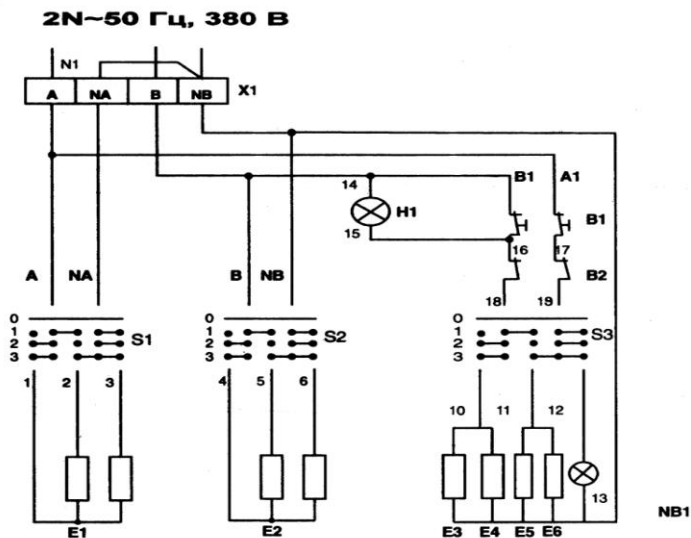 2N~50 Гц, 380 В
N1
A NA B NB X1
B1 A1
14
H1 B1
15
16 17
A NA B NB B2
18 19
0 0 0
1 1 1
S1 S2 S3
2 2 2
3 3 3
1 2 3 4 5 6
10 11 12
13
NB1
E1 E2 E3 E4 E5 E6